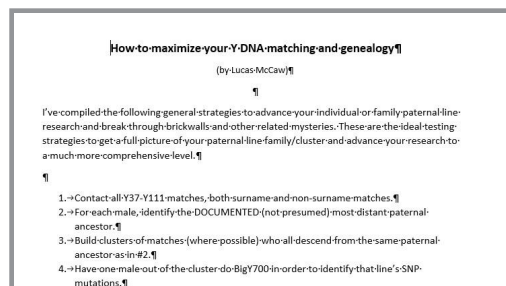 How to maximize your Y-DNA matching and genealogy¶
(by Lucas McCaw)¶
¶
I've compiled the following general strategies to advance your individual or family paternal-line
research and break through brickwalls and other related mysteries. These are the ideal testing
strategies to get a full picture of your paternal-line family/cluster and advance your research to
a much more comprehensive level.¶
¶
1.→Contact all Y37-Y111 matches, both surname and non-surname matches.¶
2.→For each male, identify the DOCUMENTED (not presumed) most distant paternal
ancestor.¶
3.→Build clusters of matches (where possible) who all descend from the same paternal
ancestor as in #2.¶
4.→Have one male out of the cluster do BigY700 in order to identify that line's SNP
mutations.¶